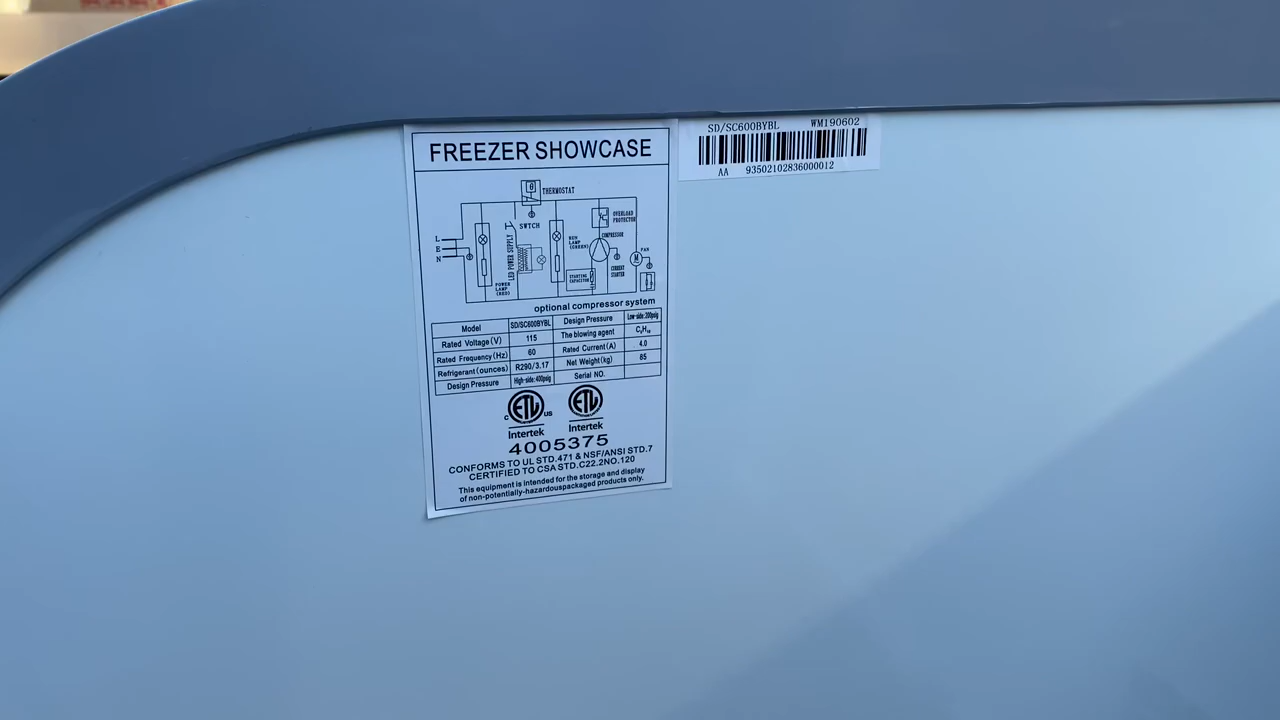 FREEZER SHOWCASE
THERMOSTAT
SWTCH
OVERLOAD
PROTECTOR
L
E
N
LED POWER SUPPLY
RUN
LAMP
(GREEN)
COMPRESSOR
FAN
M
POWER
LAMP
(RED)
STARTING
CAPACITOR
CURRENT
STARTER
optional compressor system
Model SD/SC600BYBL Design Pressure Low-side:200psig
Rated Voltage(V) 115 The blowing agent C₅H₁₀
Rated Frequency(Hz) 60 Rated Current(A) 4.0
Refrigerant(ounces) R290/3.17 Net Weight(kg) 85
Design Pressure High-side:400psig Serial NO.
C ETL US ETL
Intertek Intertek
4005375
CONFORMS TO UL STD.471 & NSF/ANSI STD.7
CERTIFIED TO CSA STD.C22.2NO.120
This equipment is intended for the storage and display
of non-potentially-hazardouspackaged products only.
SD/SC600BYBL WM190602
AA 93502102836000012